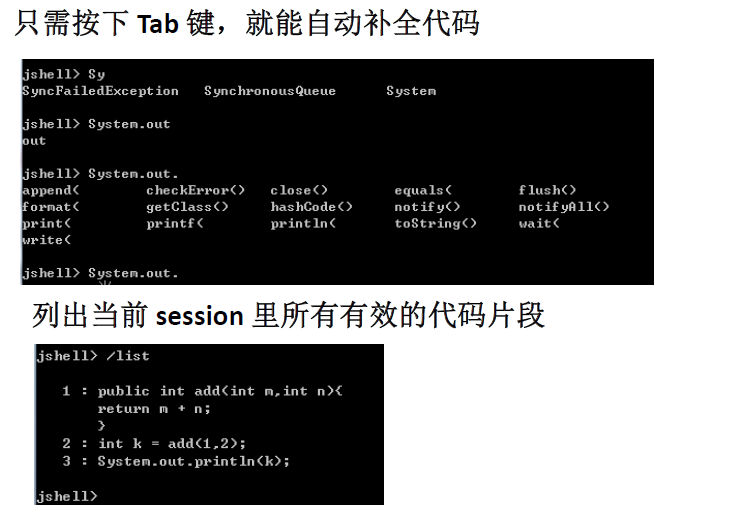 只需按下 Tab 键，就能自动补全代码
jshell> Sy
SyncFailedException SynchronousQueue System
jshell> System.out
out
jshell> System.out.
append( checkError() close() equals( flush()
format( getClass() hashCode() notify() notifyAll()
print( printf( println( toString() wait(
write(
jshell> System.out.
列出当前 session 里所有有效的代码片段
jshell> /list
1 : public int add(int m,int n){
return m + n;
}
2 : int k = add(1,2);
3 : System.out.println(k);
jshell>